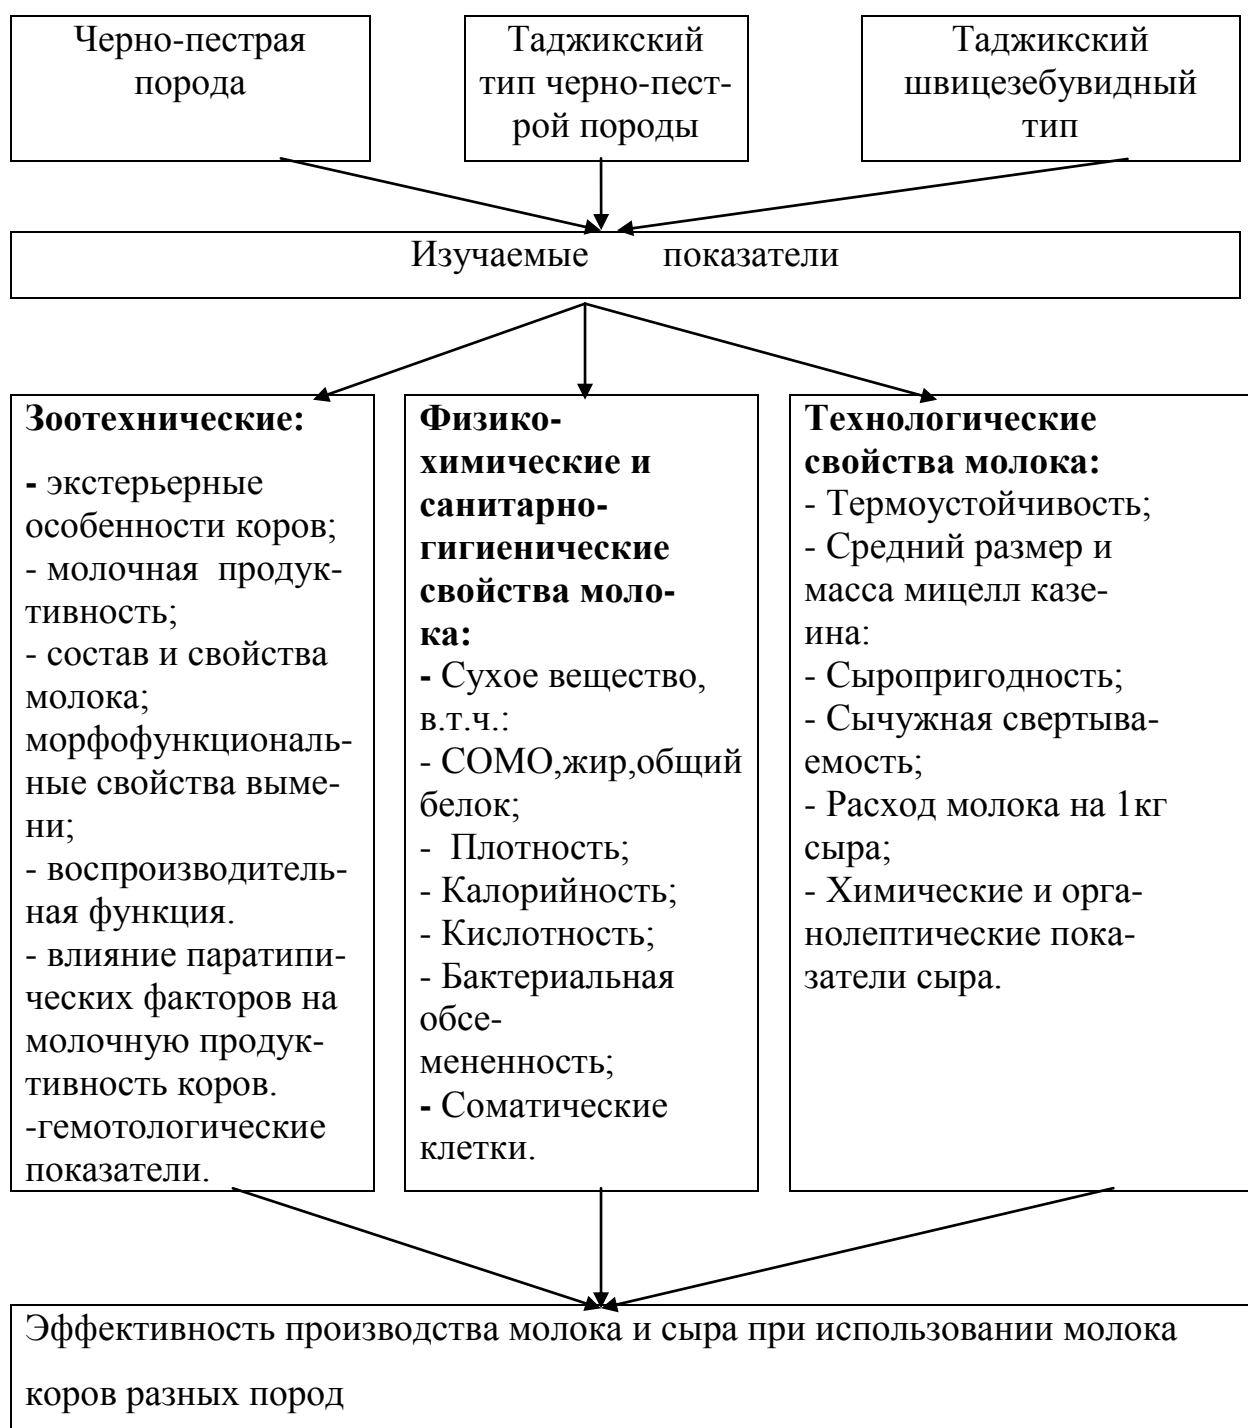 Черно-пестрая
порода
Таджикский
тип черно-пест-
рой породы
Таджикский
швицезебувидный
тип
Изучаемые показатели
Зоотехнические:
- экстерьерные
особенности коров;
- молочная продук-
тивность;
- состав и свойства
молока;
морфофункциональ-
ные свойства выме-
ни;
- воспроизводитель-
ная функция.
- влияние паратипи-
ческих факторов на
молочную продук-
тивность коров.
-гемотологические
показатели.
Физико-
химические и
санитарно-
гигиенические
свойства моло-
ка:
- Сухое вещество,
в.т.ч.:
- СОМО,жир,общий
белок;
- Плотность;
- Калорийность;
- Кислотность;
- Бактериальная
обсе-
мененность;
- Соматические
клетки.
Технологические
свойства молока:
- Термоустойчивость;
- Средний размер и
масса мицелл казе-
ина:
- Сыропригодность;
- Сычужная свертыва-
емость;
- Расход молока на 1кг
сыра;
- Химические и орга-
нолептические пока-
затели сыра.
Эффективность производства молока и сыра при использовании молока
коров разных пород